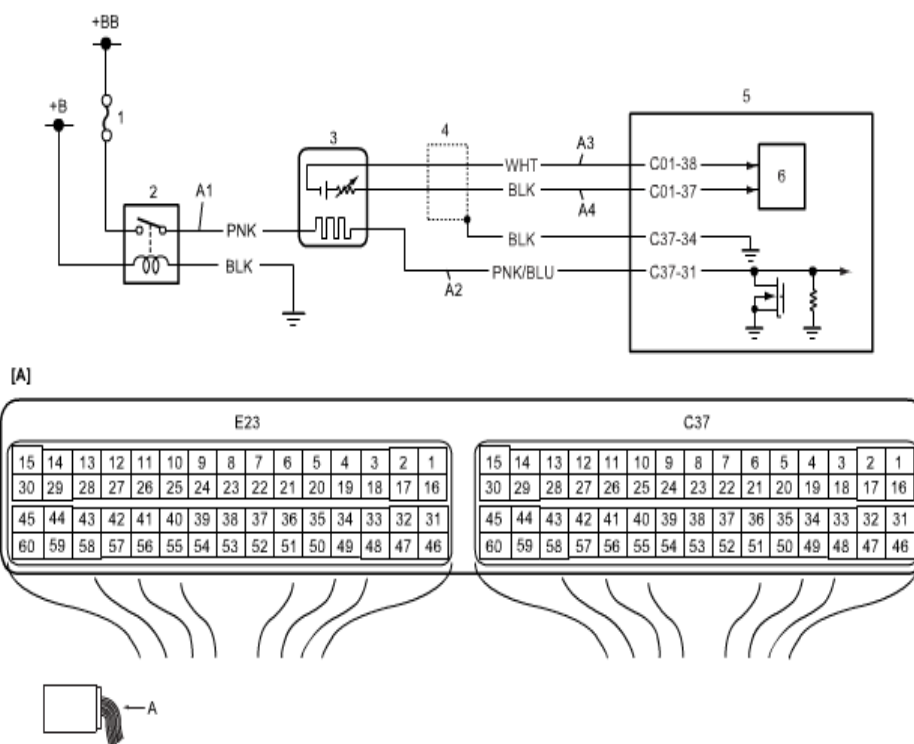 +BB
+B
1
2
A1
PNK
BLK
3
4
WHT
A3
C01-38
BLK
A4
C01-37
BLK
C37-34
A2
PNK/BLU
C37-31
5
6
[A]
E23
15 14 13 12 11 10 9 8 7 6 5 4 3 2 1
30 29 28 27 26 25 24 23 22 21 20 19 18 17 16
45 44 43 42 41 40 39 38 37 36 35 34 33 32 31
60 59 58 57 56 55 54 53 52 51 50 49 48 47 46
C37
15 14 13 12 11 10 9 8 7 6 5 4 3 2 1
30 29 28 27 26 25 24 23 22 21 20 19 18 17 16
45 44 43 42 41 40 39 38 37 36 35 34 33 32 31
60 59 58 57 56 55 54 53 52 51 50 49 48 47 46
A